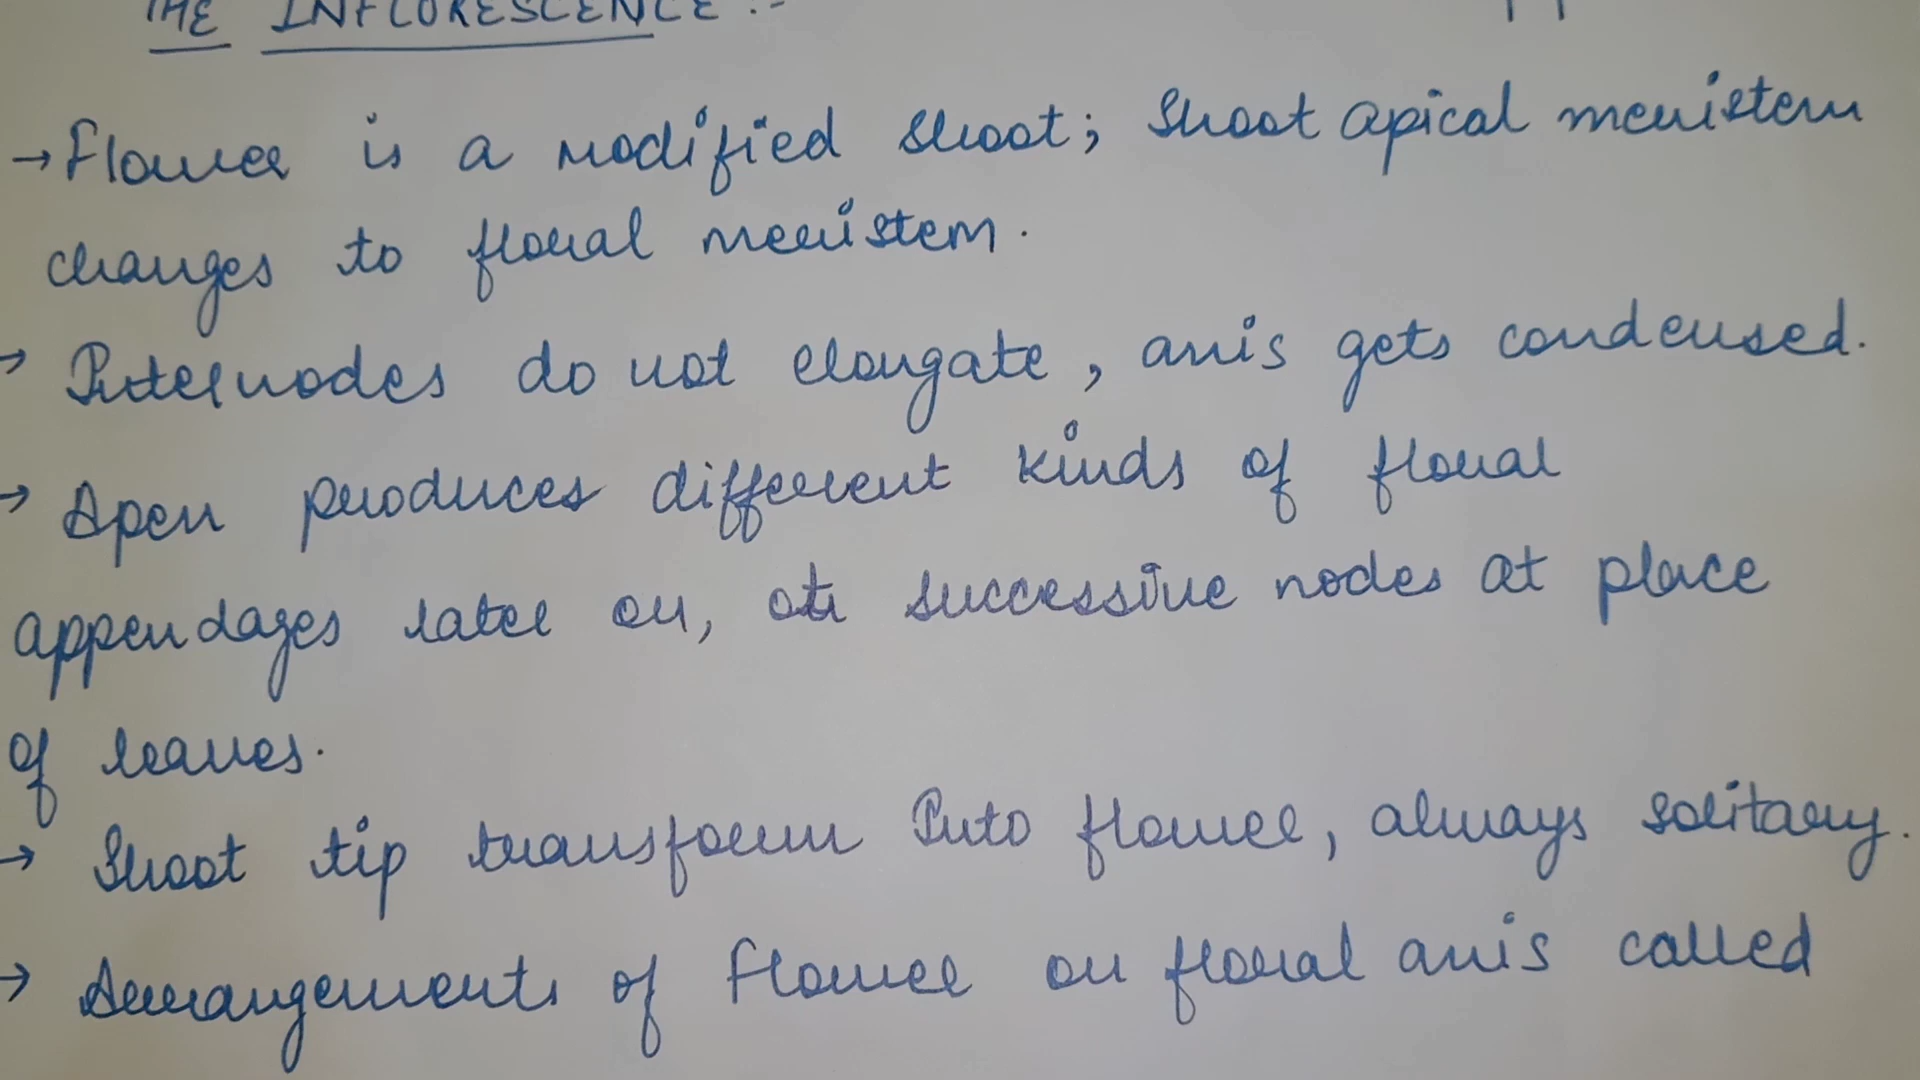 THE INFLORESCENCE :-
→ Flower is a modified shoot; Shoot apical meristem
changes to floral meristem.
→ Internodes do not elongate, axis gets condensed.
→ Apex produces different kinds of floral
appendages later on, at successive nodes at place
of leaves.
→ Shoot tip transform Into flower, always solitary.
→ Arrangements of flower on floral axis called